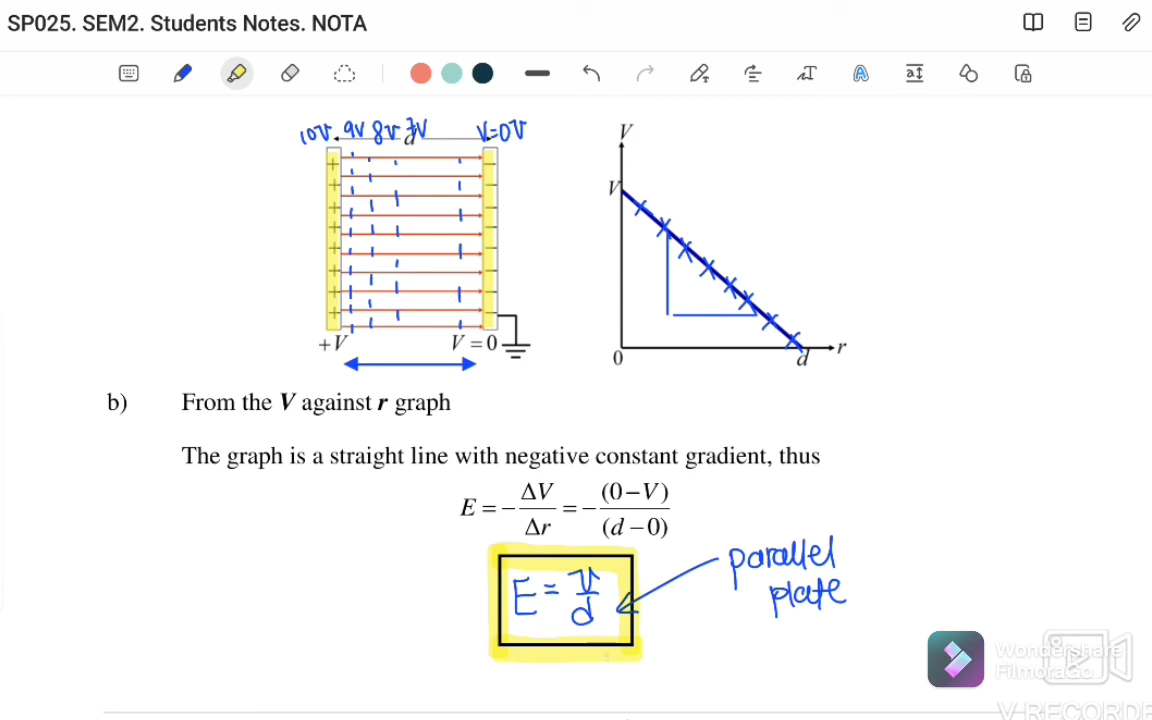 SP025. SEM2. Students Notes. NOTA
10V 9V 8V 7V V=0V
d
+V V = 0
V
V
0 d r
b) From the V against r graph
The graph is a straight line with negative constant gradient, thus
E = − ΔV/Δr = − (0−V)/(d−0)
E = V/d
parallel
plate
Wondershare
Filmora
V RECORDE